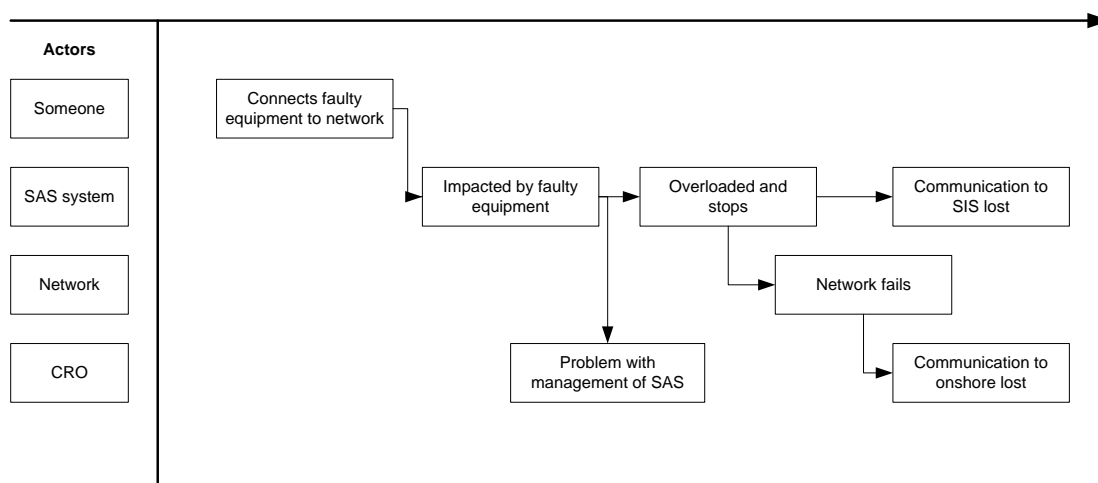 Actors
Someone
Connects faulty
equipment to network
SAS system
Impacted by faulty
equipment
Overloaded and
stops
Communication to
SIS lost
Network
Network fails
CRO
Problem with
management of SAS
Communication to
onshore lost